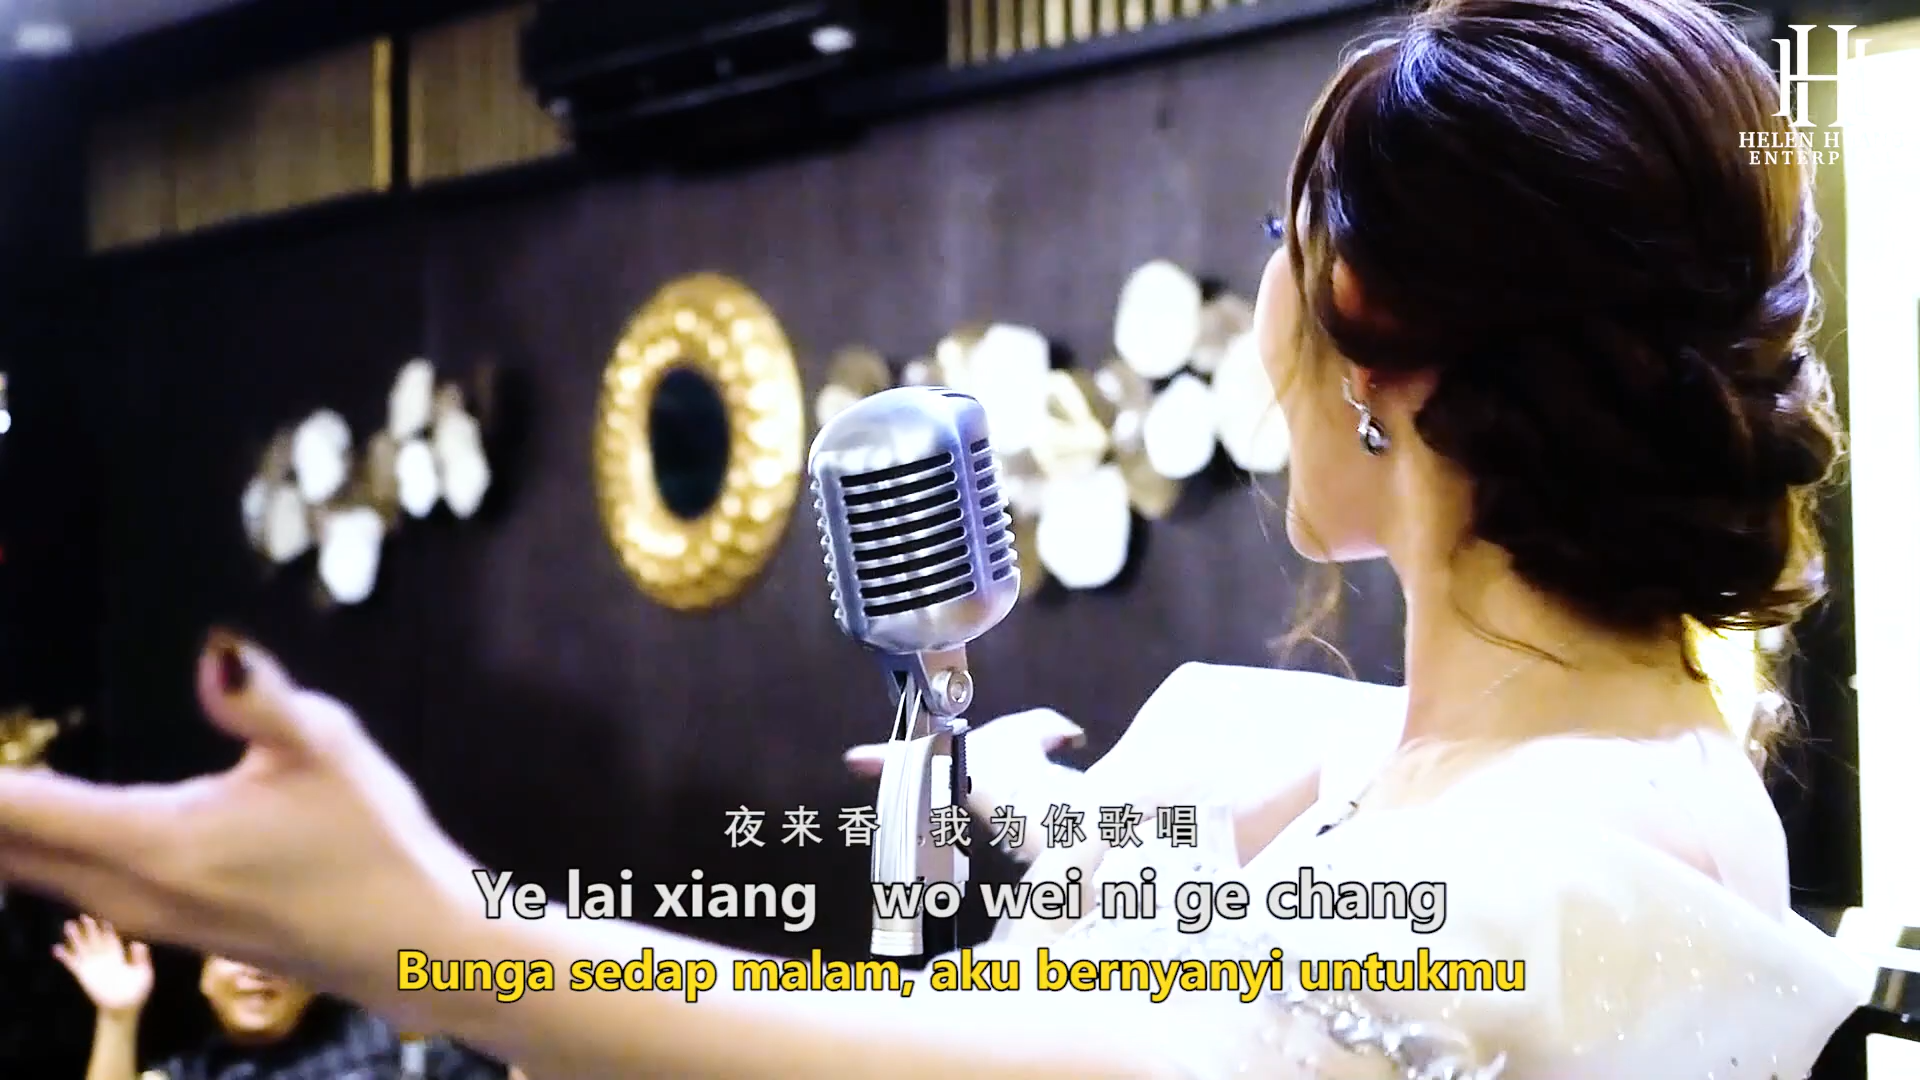 HELEN
夜来香 我为你歌唱
Ye lai xiang wo wei ni ge chang
Bunga sedap malam, aku bernyanyi untukmu